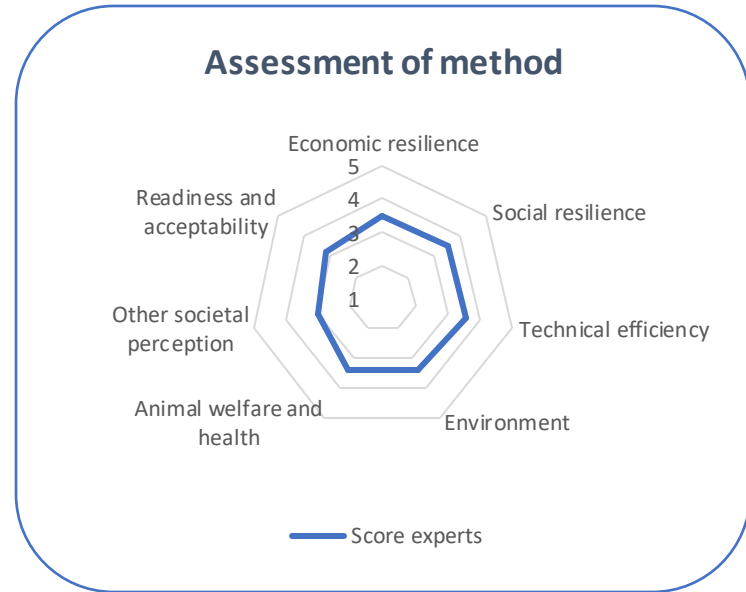 Assessment of method
Economic resilience
5
4
3
2
1
Social resilience
Technical efficiency
Environment
Animal welfare and
health
Other societal
perception
Readiness and
acceptability
Score experts